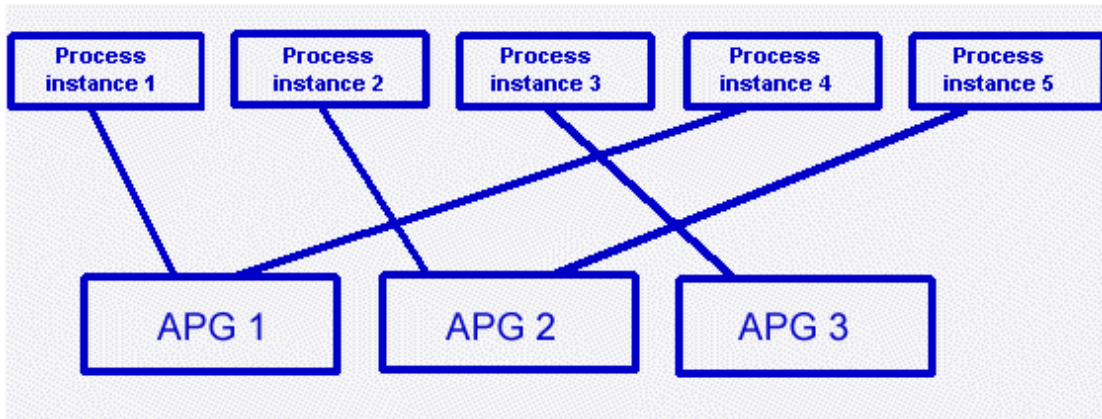 Process
instance 1
Process
instance 2
Process
instance 3
Process
instance 4
Process
instance 5
APG 1
APG 2
APG 3